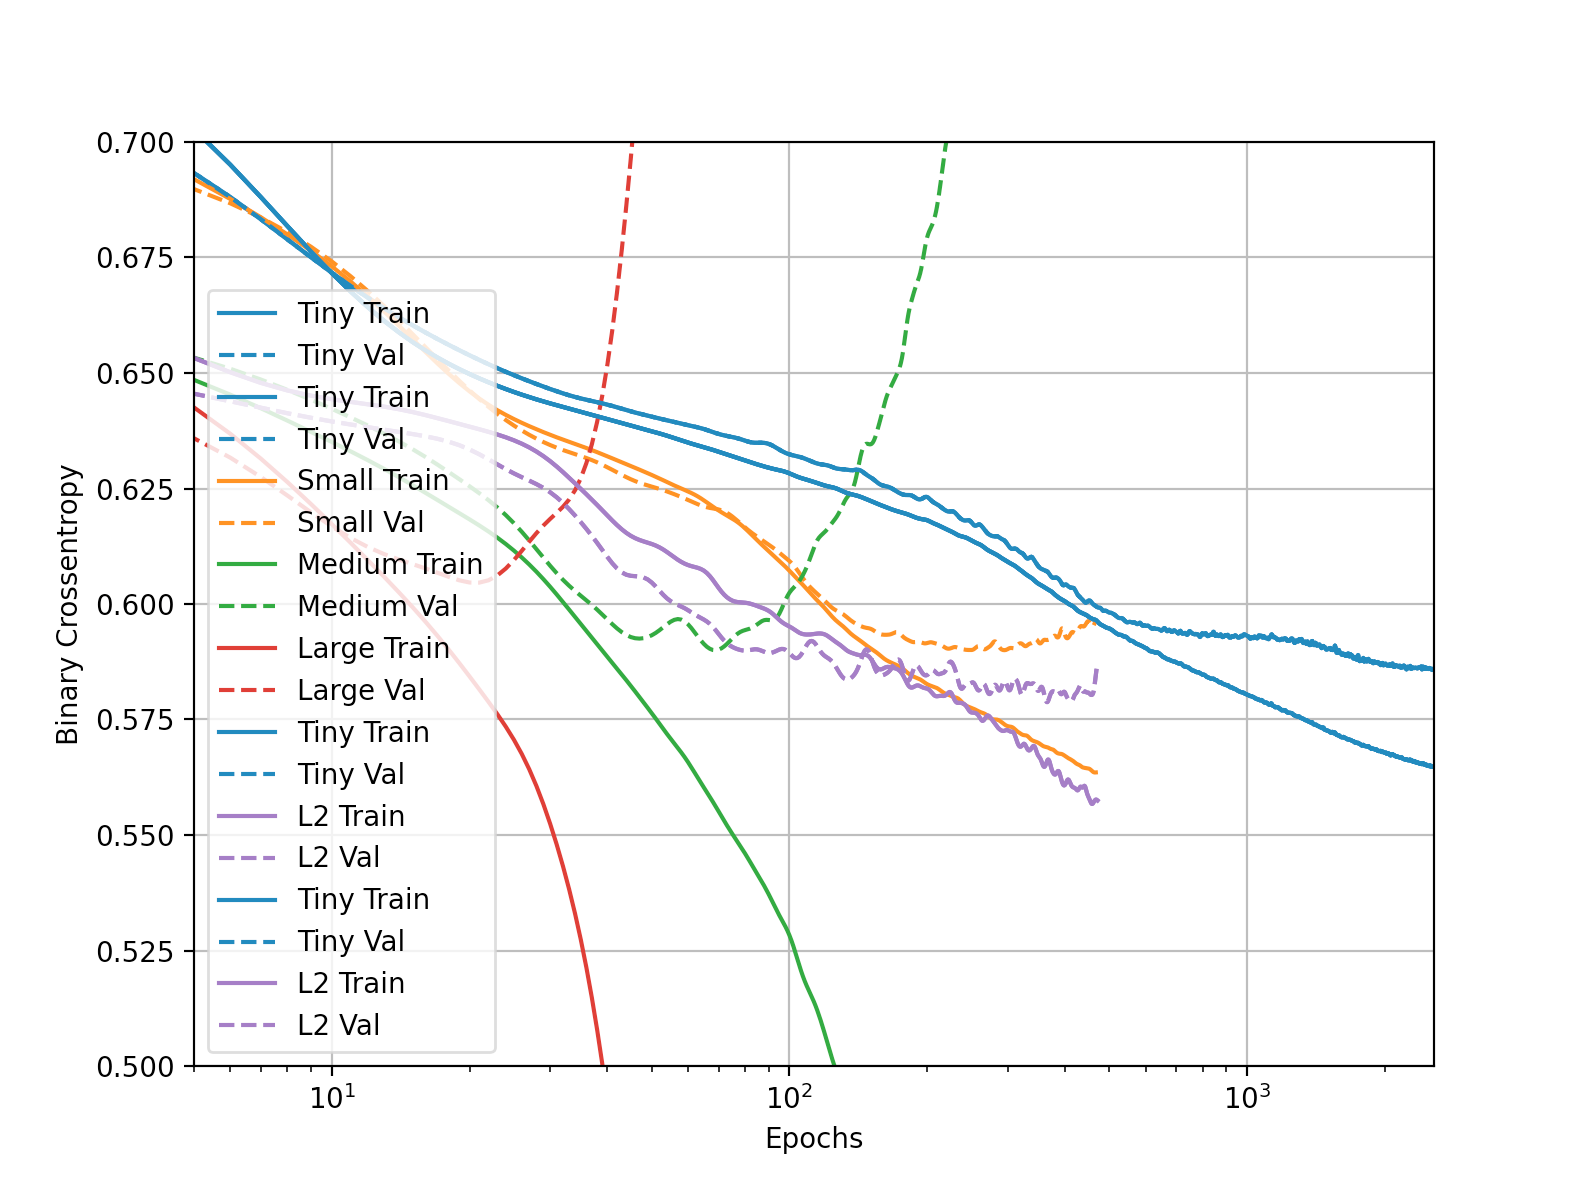 0.700
0.675
0.650
0.625
0.600
0.575
0.550
0.525
0.500
Binary Crossentropy
Tiny Train
Tiny Val
Tiny Train
Tiny Val
Small Train
Small Val
Medium Train
Medium Val
Large Train
Large Val
Tiny Train
Tiny Val
L2 Train
L2 Val
Tiny Train
Tiny Val
L2 Train
L2 Val
10¹ 10² 10³
Epochs